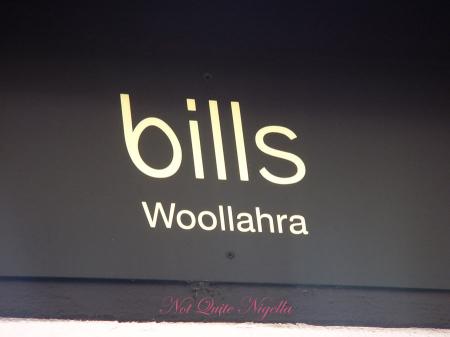 bills
Woollahra
Not Quite Nigella